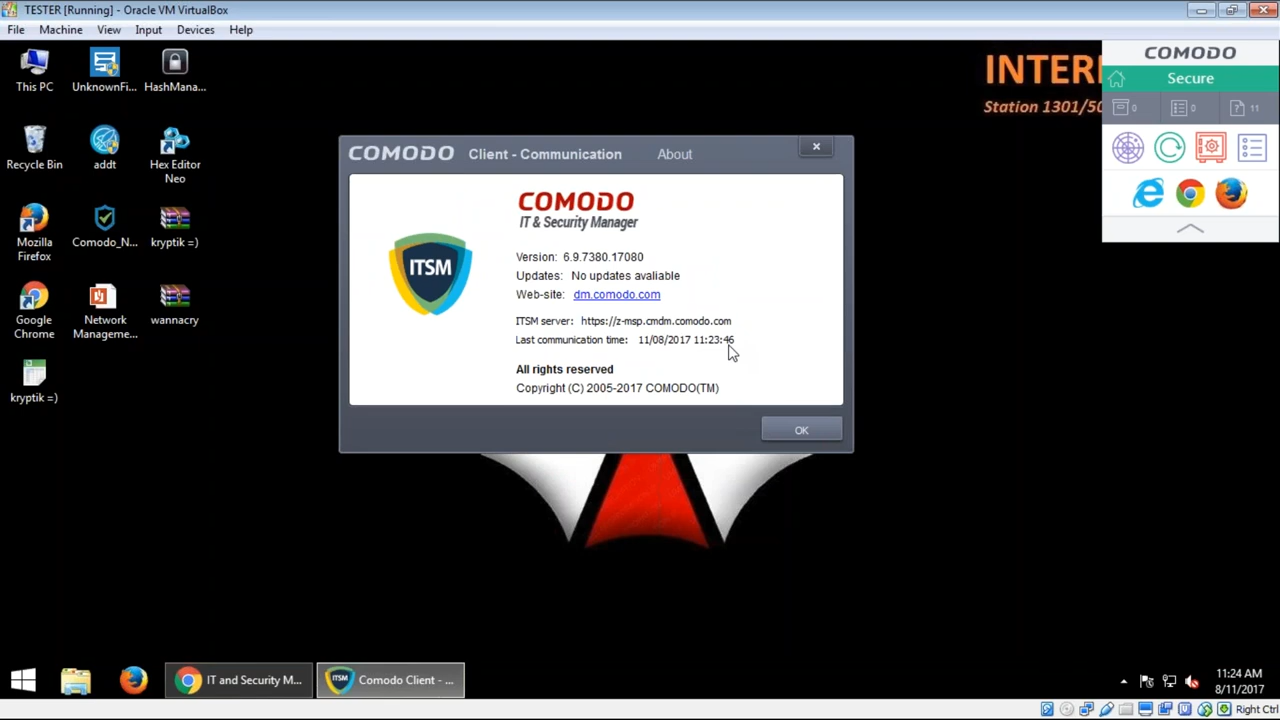 TESTER [Running] - Oracle VM VirtualBox
File Machine View Input Devices Help
This PC
UnknownFi...
HashMana...
Recycle Bin
addt
Hex Editor
Neo
Mozilla
Firefox
Comodo_N...
kryptik =)
Google
Chrome
Network
Manageme...
wannacry
kryptik =)
INTER
Station 1301/50
COMODO
Secure
0
0
11
COMODO Client - Communication About
COMODO
IT & Security Manager
ITSM
Version: 6.9.7380.17080
Updates: No updates avaliable
Web-site: dm.comodo.com
ITSM server: https://z-msp.cmdm.comodo.com
Last communication time: 11/08/2017 11:23:46
All rights reserved
Copyright (C) 2005-2017 COMODO(TM)
OK
IT and Security M...
ITSM
Comodo Client - ...
11:24 AM
8/11/2017
Right Ctrl